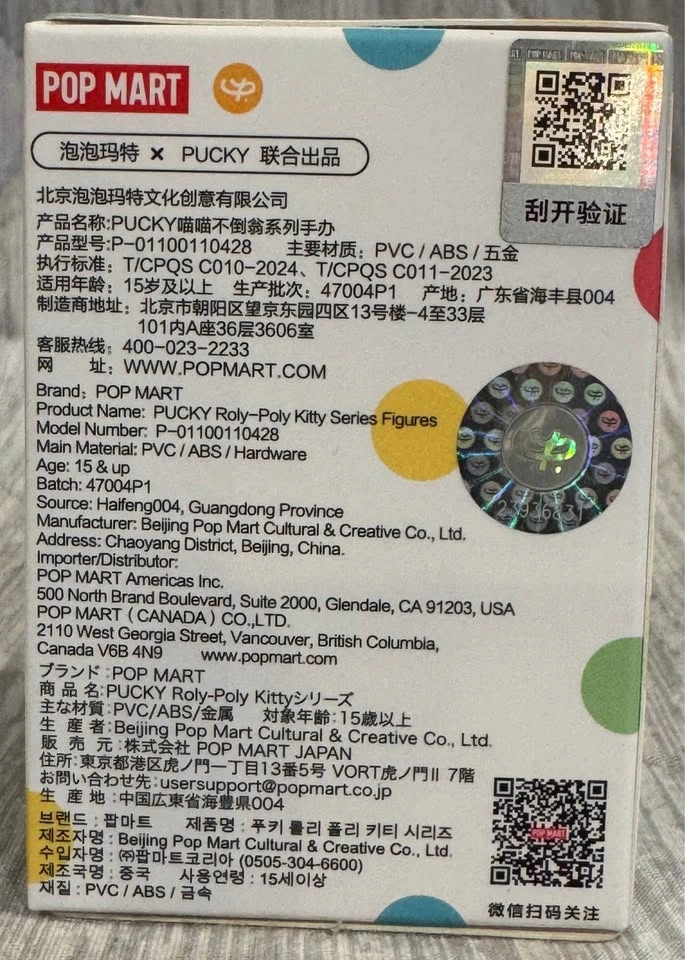 POP MART
泡泡玛特 × PUCKY 联合出品
刮开验证
北京泡泡玛特文化创意有限公司
产品名称:PUCKY喵喵不倒翁系列手办
产品型号:P-01100110428 主要材质: PVC / ABS / 五金
执行标准: T/CPQS C010-2024、T/CPQS C011-2023
适用年龄: 15岁及以上 生产批次: 47004P1 产地: 广东省海丰县004
制造商地址: 北京市朝阳区望京东园四区13号楼-4至33层
101内A座36层3606室
客服热线: 400-023-2233
网 址: WWW.POPMART.COM
Brand: POP MART
Product Name: PUCKY Roly-Poly Kitty Series Figures
Model Number: P-01100110428
Main Material: PVC / ABS / Hardware
Age: 15 & up
Batch: 47004P1
Source: Haifeng004, Guangdong Province
Manufacturer: Beijing Pop Mart Cultural & Creative Co., Ltd.
Address: Chaoyang District, Beijing, China.
Importer/Distributor:
POP MART Americas Inc.
500 North Brand Boulevard, Suite 2000, Glendale, CA 91203, USA
POP MART ( CANADA ) CO.,LTD.
2110 West Georgia Street, Vancouver, British Columbia,
Canada V6B 4N9 www.popmart.com
ブランド:POP MART
商 品 名:PUCKY Roly-Poly Kittyシリーズ
主な材質:PVC/ABS/金属 対象年齢:15歳以上
生 産 者:Beijing Pop Mart Cultural & Creative Co., Ltd.
販 売 元:株式会社 POP MART JAPAN
住所:東京都港区虎ノ門一丁目13番5号 VORT虎ノ門II 7階
お問い合わせ先:usersupport@popmart.co.jp
生 産 地:中国広東省海豊県004
브랜드 : 팝마트 제품명 : 푸키 롤리 폴리 키티 시리즈
제조자명 : Beijing Pop Mart Cultural & Creative Co., Ltd.
수입자명 : ㈜팝마트코리아 (0505-304-6600)
제조국명 : 중국 사용연령 : 15세이상
재질 : PVC / ABS / 금속
POP MART
微信扫码关注